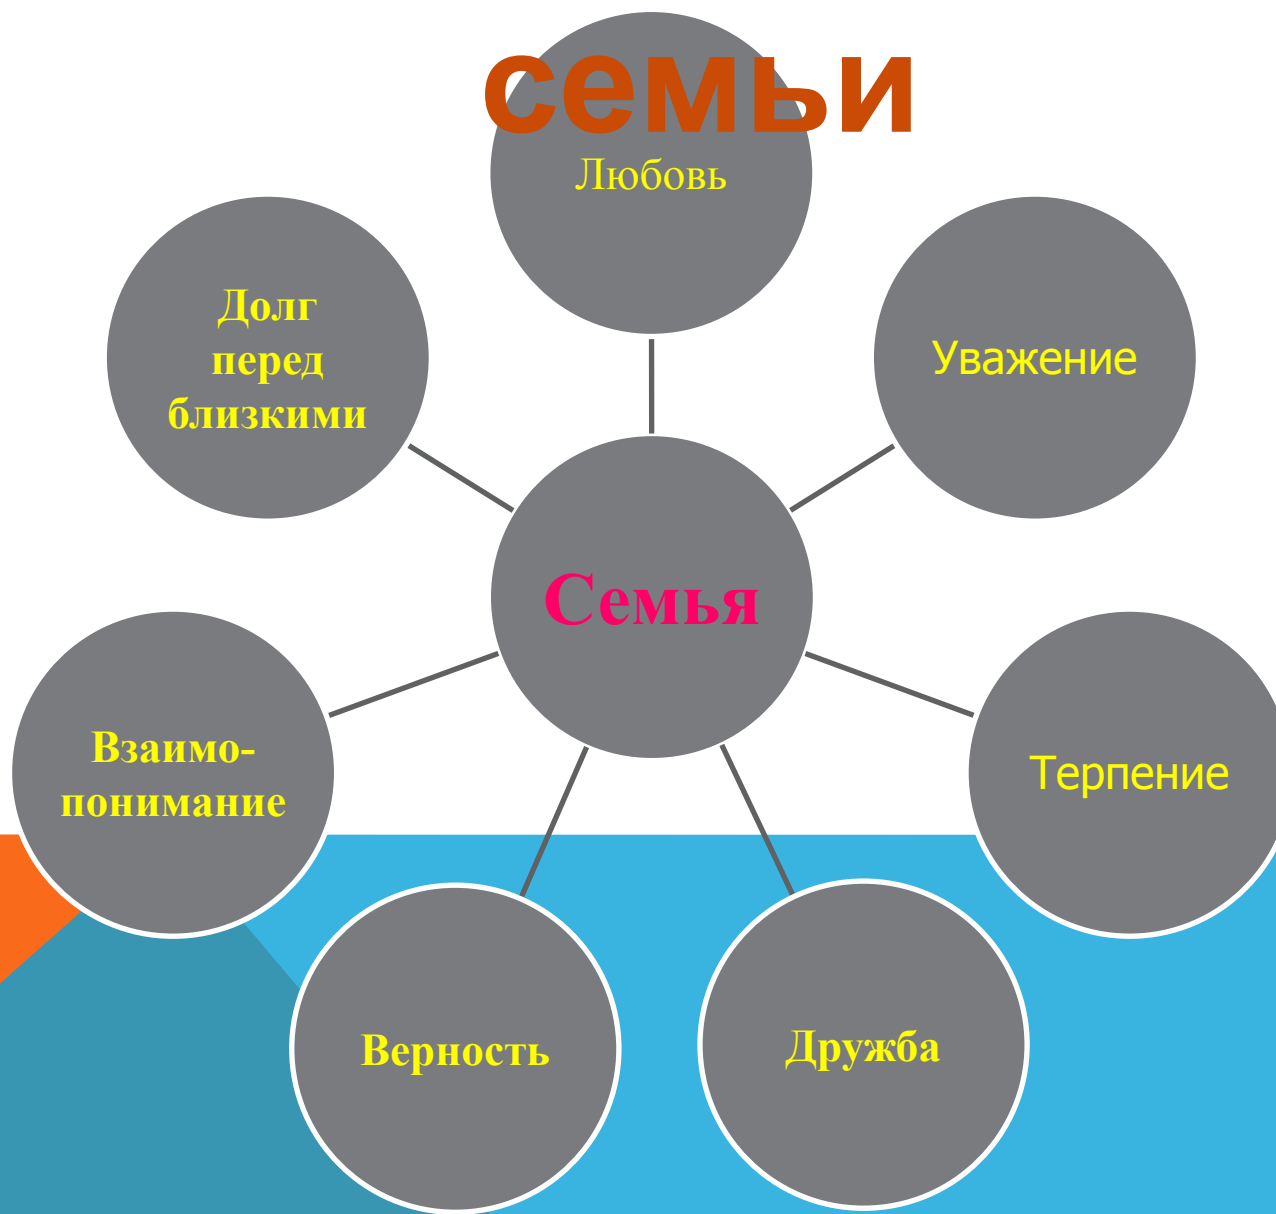 семьи
Любовь
Долг
перед
близкими
Уважение
Семья
Взаимо-
понимание
Терпение
Верность
Дружба